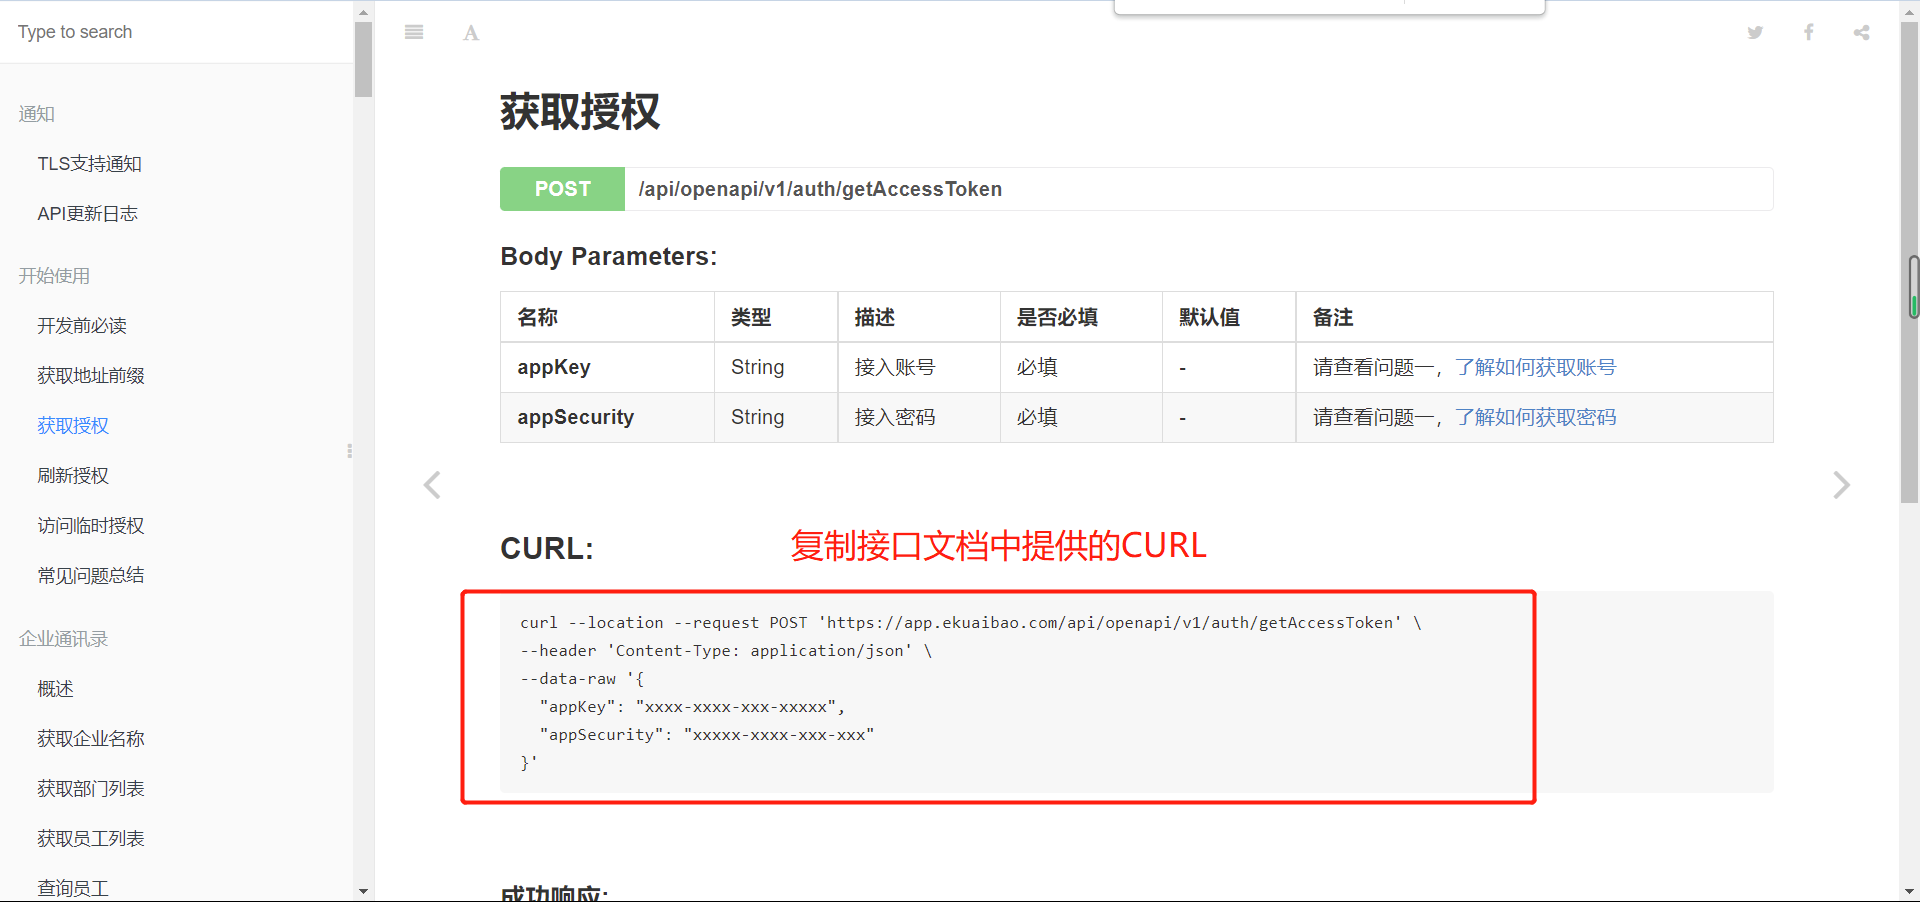 Type to search
通知
TLS支持通知
API更新日志
开始使用
开发前必读
获取地址前缀
获取授权
刷新授权
访问临时授权
常见问题总结
企业通讯录
概述
获取企业名称
获取部门列表
获取员工列表
查询员工
A
获取授权
POST /api/openapi/v1/auth/getAccessToken
Body Parameters:
名称 类型 描述 是否必填 默认值 备注
appKey String 接入账号 必填 - 请查看问题一，了解如何获取账号
appSecurity String 接入密码 必填 - 请查看问题一，了解如何获取密码
CURL:
复制接口文档中提供的CURL
curl --location --request POST 'https://app.ekuaibao.com/api/openapi/v1/auth/getAccessToken' \
--header 'Content-Type: application/json' \
--data-raw '{
"appKey": "xxxx-xxxx-xxx-xxxxx",
"appSecurity": "xxxxx-xxxx-xxx-xxx"
}'
成功响应: